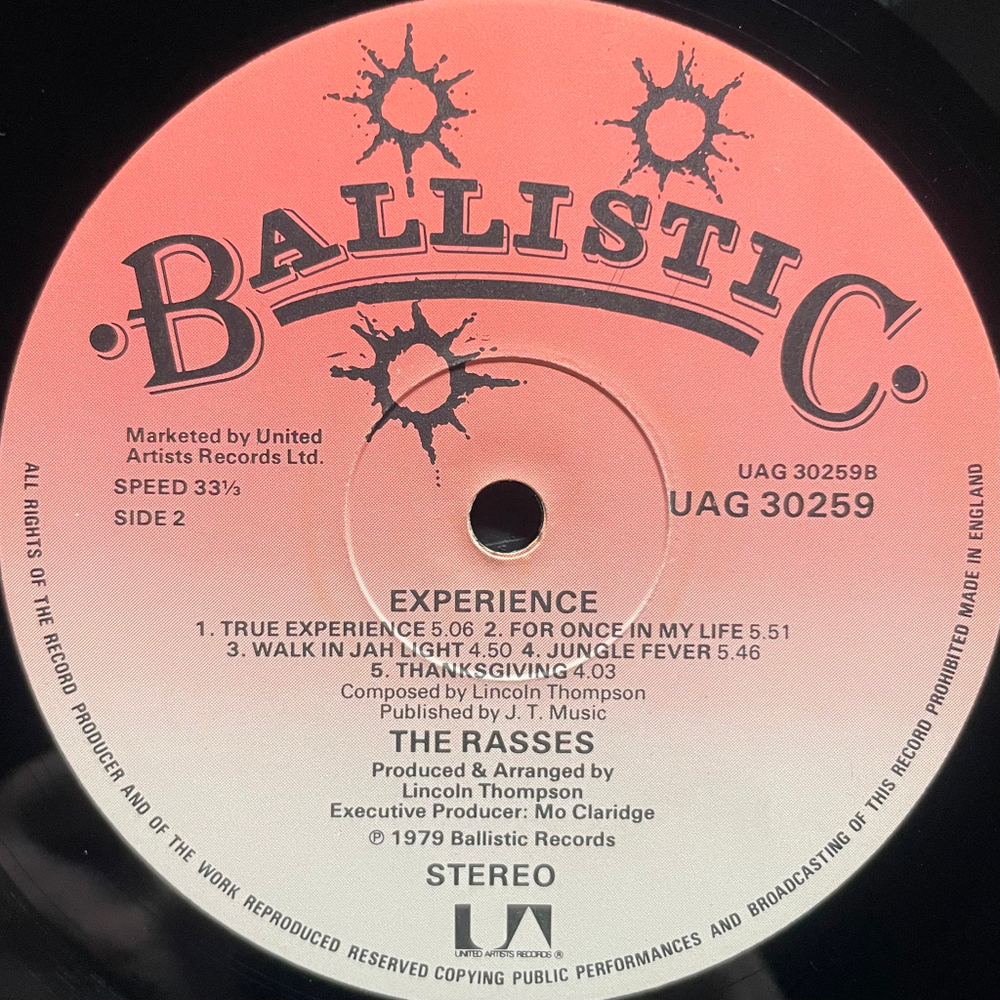 BALLISTIC
Marketed by United
Artists Records Ltd.
SPEED 33⅓
SIDE 2
UAG 30259B
UAG 30259
EXPERIENCE
1. TRUE EXPERIENCE 5.06 2. FOR ONCE IN MY LIFE 5.51
3. WALK IN JAH LIGHT 4.50 4. JUNGLE FEVER 5.46
5. THANKSGIVING 4.03
Composed by Lincoln Thompson
Published by J. T. Music
THE RASSES
Produced & Arranged by
Lincoln Thompson
Executive Producer: Mo Claridge
℗ 1979 Ballistic Records
STEREO
UA
UNITED ARTISTS RECORDS ®
ALL RIGHTS OF THE RECORD PRODUCER AND OF THE WORK REPRODUCED RESERVED COPYING PUBLIC PERFORMANCES AND BROADCASTING OF THIS RECORD PROHIBITED MADE IN ENGLAND